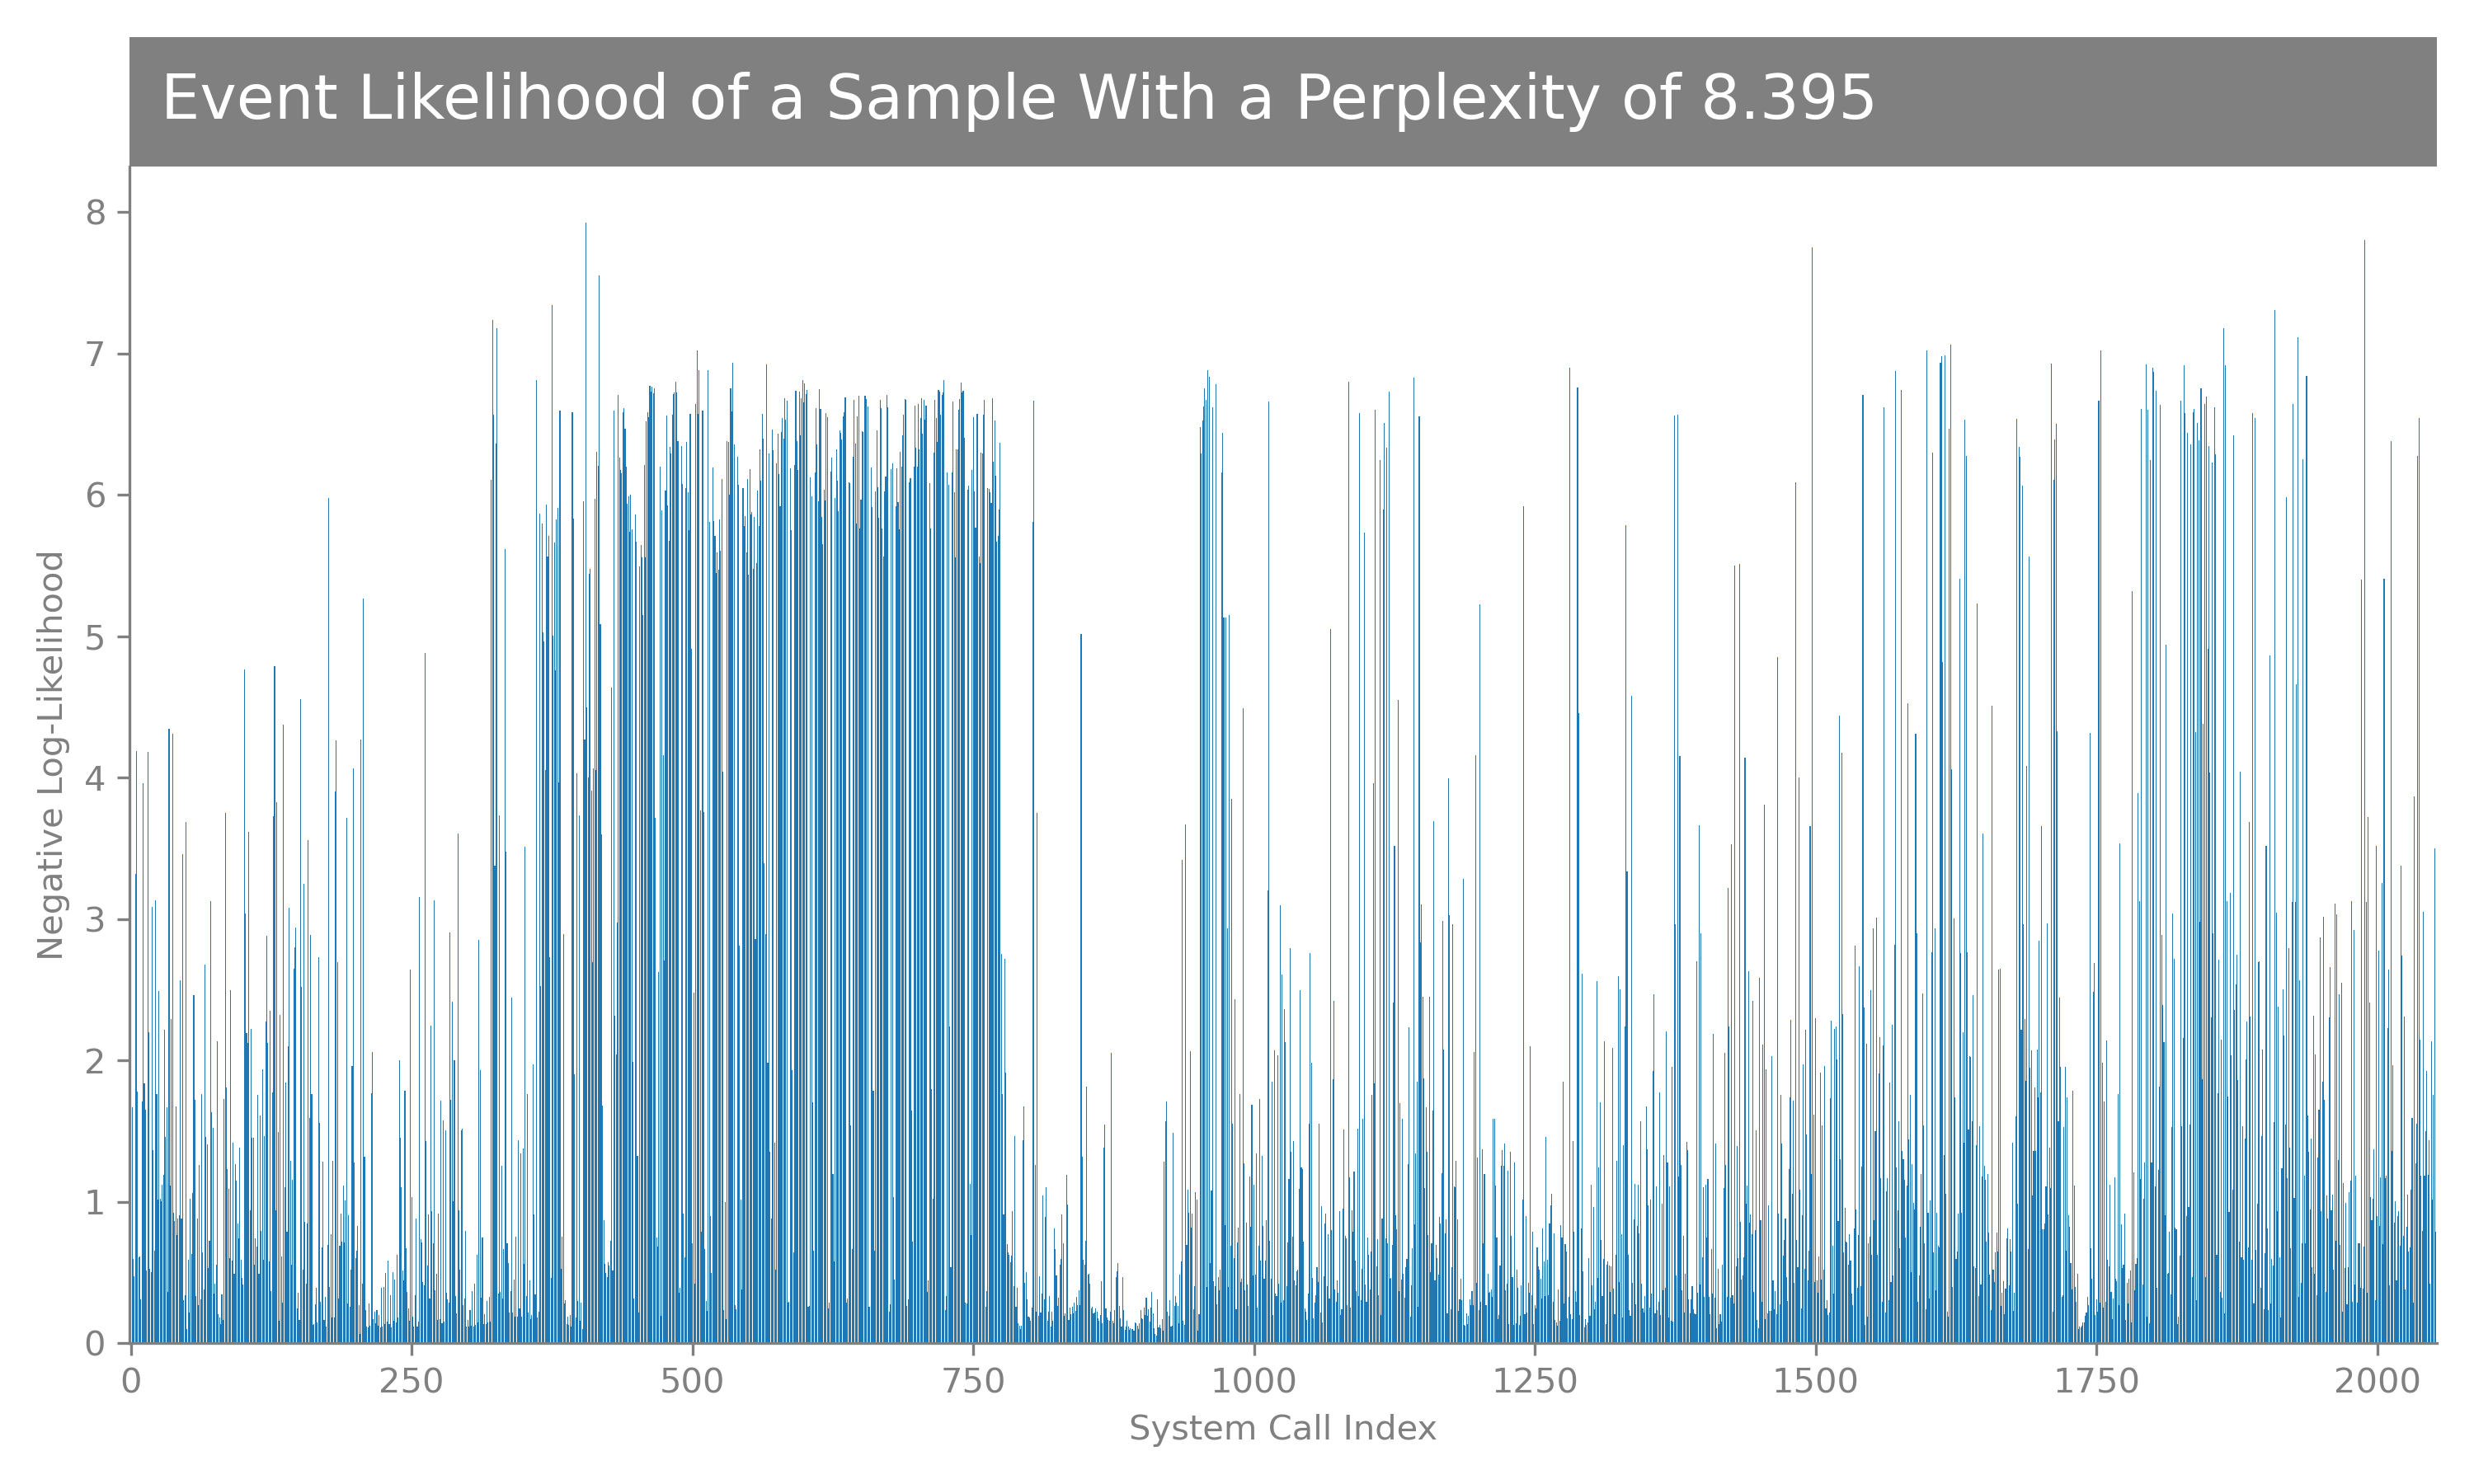 Event Likelihood of a Sample With a Perplexity of 8.395
8
7
6
5
4
3
2
1
0
Negative Log-Likelihood
0 250 500 750 1000 1250 1500 1750 2000
System Call Index